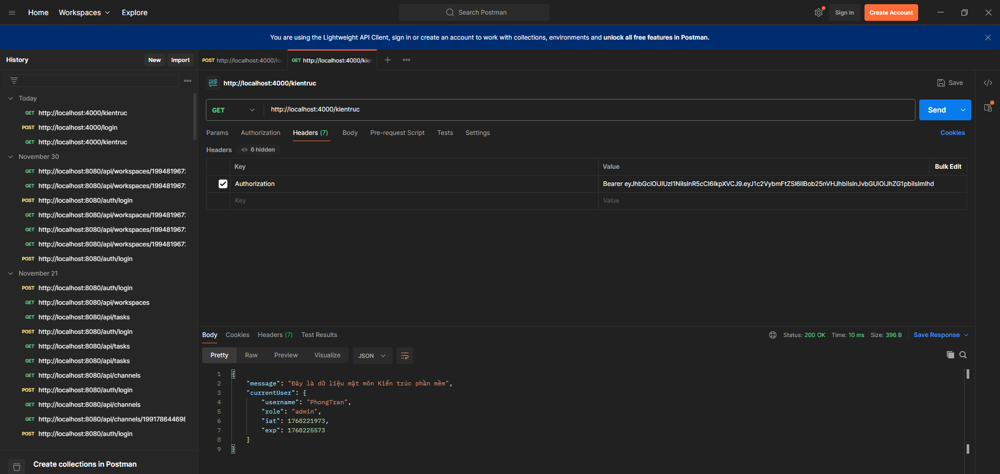 Home Workspaces Explore Search Postman Sign In Create Account
You are using the Lightweight API Client, sign in or create an account to work with collections, environments and unlock all free features in Postman.
History New Import
POST http://localhost:4000/lo GET http://localhost:4000/kie
HTTP http://localhost:4000/kientruc Save
GET http://localhost:4000/kientruc Send
Params Authorization Headers (7) Body Pre-request Script Tests Settings Cookies
Headers 6 hidden
Key Value Bulk Edit
Authorization Bearer
Key Value
Today
GET http://localhost:4000/kientruc
POST http://localhost:4000/login
GET http://localhost:4000/kientruc
November 30
GET http://localhost:8080/api/workspaces/199481967
GET http://localhost:8080/api/workspaces/199481967
POST http://localhost:8080/auth/login
GET http://localhost:8080/api/workspaces/199481967
GET http://localhost:8080/api/workspaces/199481967
GET http://localhost:8080/api/workspaces/199481967
POST http://localhost:8080/auth/login
November 21
POST http://localhost:8080/auth/login
GET http://localhost:8080/api/workspaces
GET http://localhost:8080/api/tasks
POST http://localhost:8080/auth/login
GET http://localhost:8080/api/tasks
GET http://localhost:8080/api/tasks
GET http://localhost:8080/api/channels
POST http://localhost:8080/auth/login
GET http://localhost:8080/api/channels
GET http://localhost:8080/api/channels/199178644698
POST http://localhost:8080/auth/login
Create collections in Postman
Body Cookies Headers (7) Test Results Status: 200 OK Time: 10 ms Size: 396 B Save Response
Pretty Raw Preview Visualize JSON
1 {
2 "message": "Đây là dữ liệu mật môn Kiến trúc phần mềm",
3 "currentUser": {
4 "username": "PhongTran",
5 "role": "admin",
6 "iat": 1768221973,
7 "exp": 1768225573
8 }
9 }